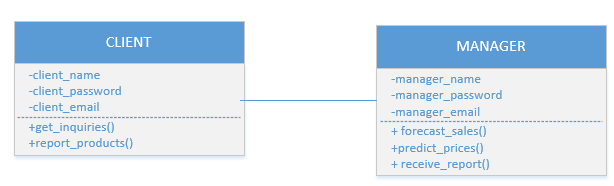 CLIENT
-client_name
-client_password
-client_email
+get_inquiries()
+report_products()
MANAGER
-manager_name
-manager_password
-manager_email
+ forecast_sales()
+predict_prices()
+ receive_report()